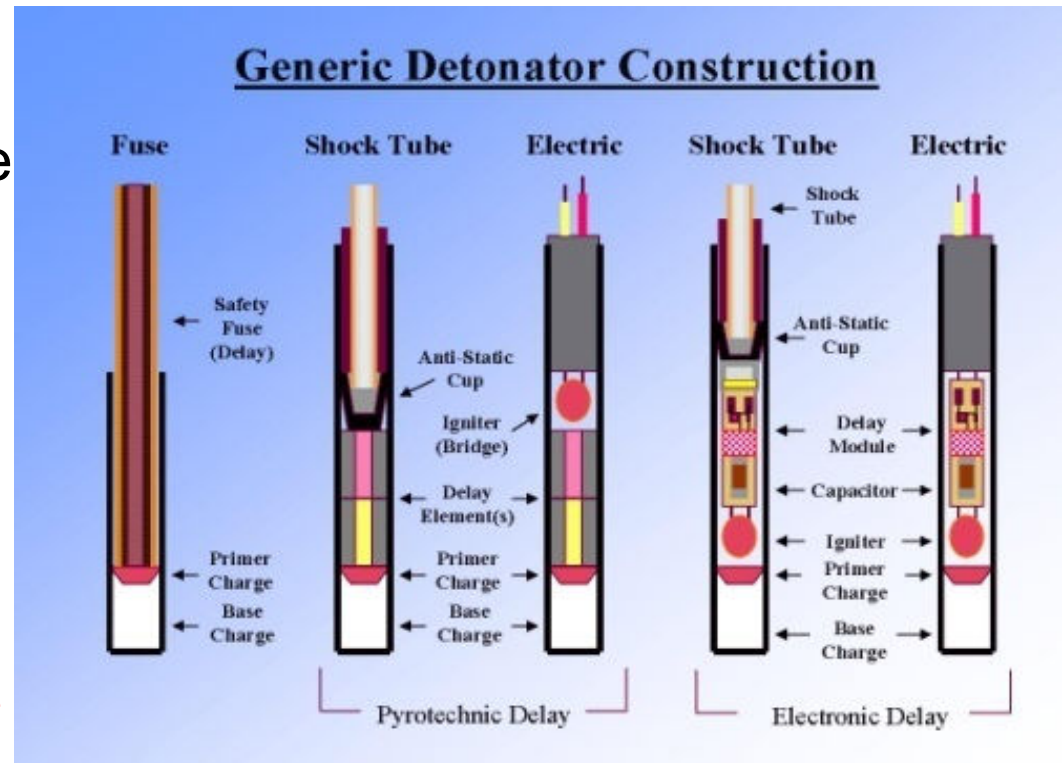 Generic Detonator Construction
Fuse
Shock Tube
Electric
Shock Tube
Electric
e
Safety
Fuse
(Delay)
Primer
Charge
Base
Charge
Anti-Static
Cup
Igniter
(Bridge)
Delay
Element(s)
Primer
Charge
Base
Charge
Shock
Tube
Anti-Static
Cup
Delay
Module
Capacitor
Igniter
Primer
Charge
Base
Charge
Pyrotechnic Delay
Electronic Delay